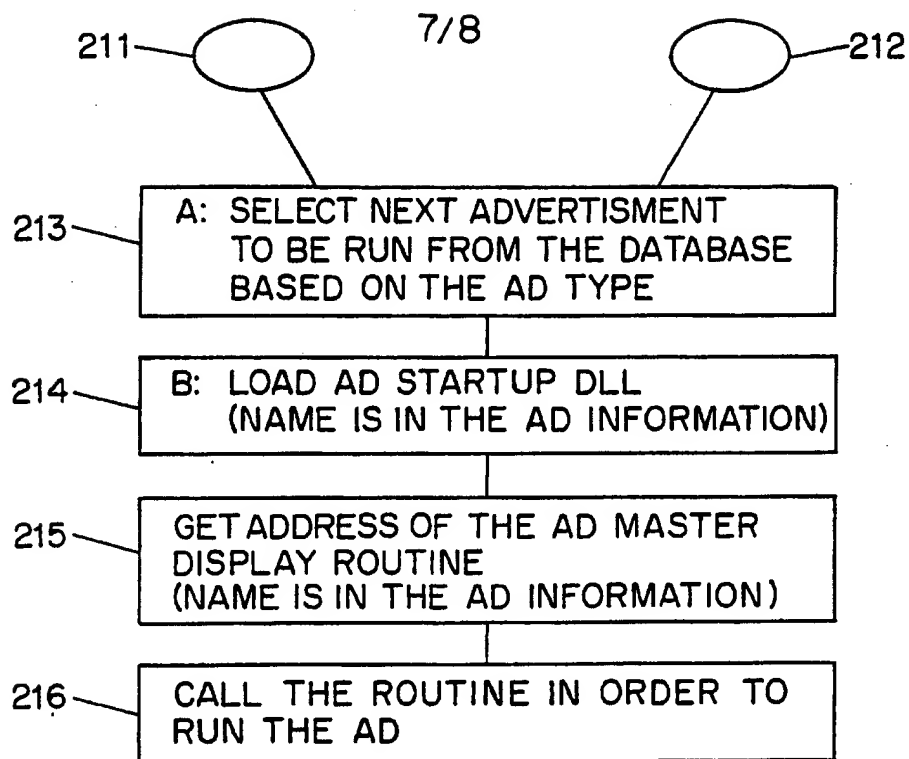 7/8
211
212
213
A: SELECT NEXT ADVERTISMENT
TO BE RUN FROM THE DATABASE
BASED ON THE AD TYPE
214
B: LOAD AD STARTUP DLL
(NAME IS IN THE AD INFORMATION)
215
GET ADDRESS OF THE AD MASTER
DISPLAY ROUTINE
(NAME IS IN THE AD INFORMATION)
216
CALL THE ROUTINE IN ORDER TO
RUN THE AD